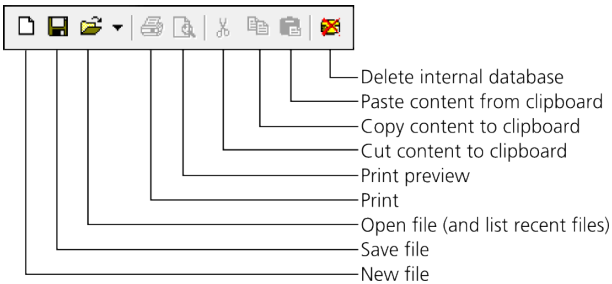 Delete internal database
Paste content from clipboard
Copy content to clipboard
Cut content to clipboard
Print preview
Print
Open file (and list recent files)
Save file
New file